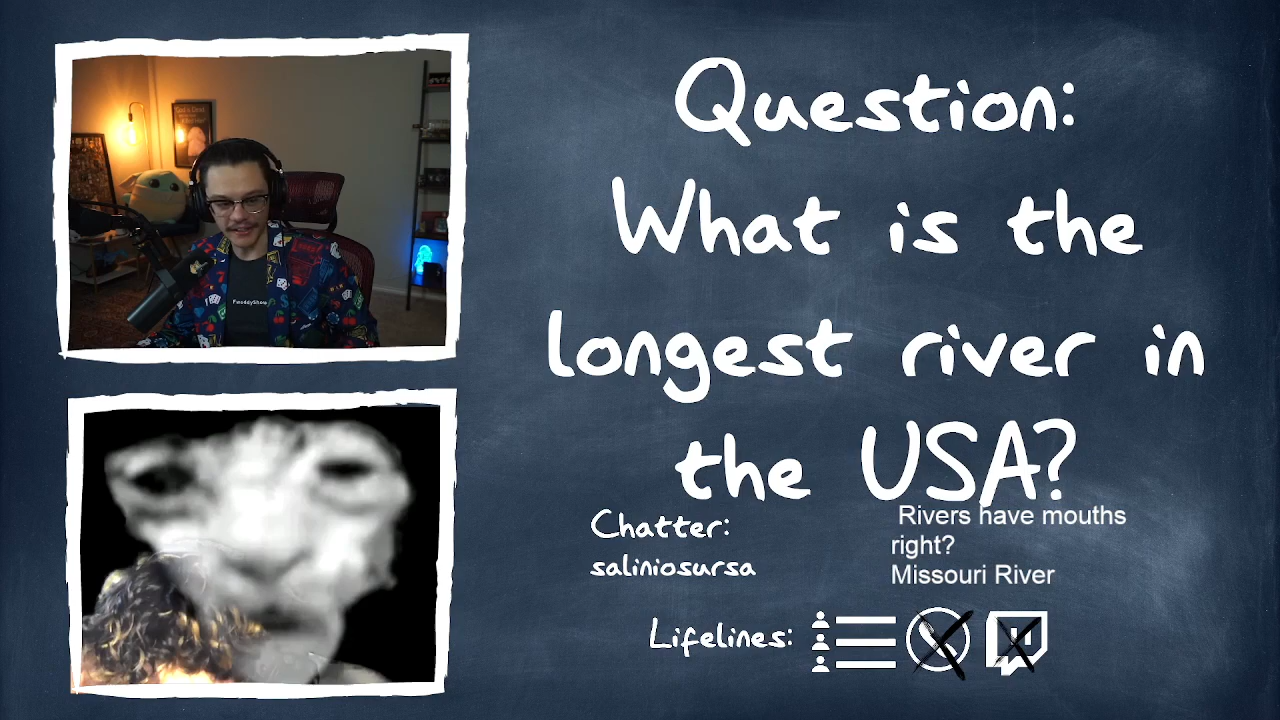 Question:
What is the
longest river in
the USA?
Chatter:
saliniosursa
Rivers have mouths
right?
Missouri River
Lifelines: